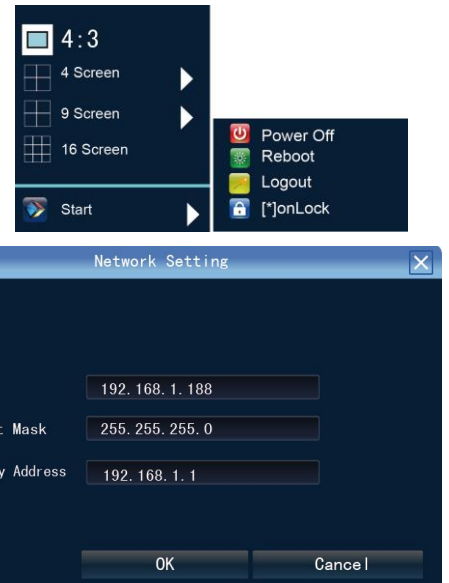 4:3
4 Screen
9 Screen
16 Screen
Start
Power Off
Reboot
Logout
[*]onLock
Network Setting
192.168.1.188
Mask 255.255.255.0
Address 192.168.1.1
OK Cancel